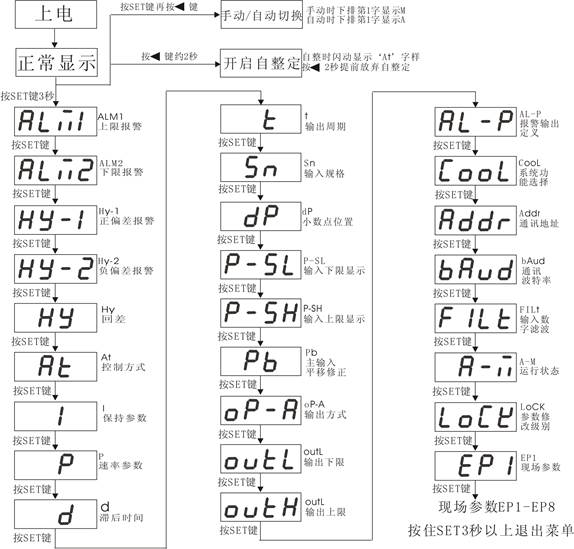 上电
按SET键再按◀ 键
手动/自动切换
手动时下排第1字显示M
自动时下排第1字显示A
正常显示
按◀ 键约2秒
开启自整定
自整时闪动显示‘At’字样
按◀ 2秒提前放弃自整定
按SET键3秒
ALM1
ALM1
上限报警
按SET键
ALM2
ALM2
下限报警
按SET键
HY-1
Hy-1
正偏差报警
按SET键
HY-2
Hy-2
负偏差报警
按SET键
HY
Hy
回差
按SET键
At
At
控制方式
按SET键
I
I
保持参数
按SET键
P
P
速率参数
按SET键
d
d
滞后时间
按SET键
t
t
输出周期
按SET键
Sn
Sn
输入规格
按SET键
dP
dP
小数点位置
按SET键
P-SL
P-SL
输入下限显示
按SET键
P-SH
P-SH
输入上限显示
按SET键
Pb
Pb
主输入
平移修正
按SET键
oP-A
oP-A
输出方式
按SET键
outL
outL
输出下限
按SET键
outH
outL
输出上限
按SET键
AL-P
AL-P
报警输出
定义
按SET键
CooL
CooL
系统功
能选择
按SET键
Addr
Addr
通讯地址
按SET键
bAud
bAud
通讯
波特率
按SET键
FILt
FILt
输入数
字滤波
按SET键
A-M
A-M
运行状态
按SET键
LoCK
LoCK
参数修
改级别
按SET键
EP1
EP1
现场参数
按SET键
现场参数EP1-EP8
按住SET3秒以上退出菜单